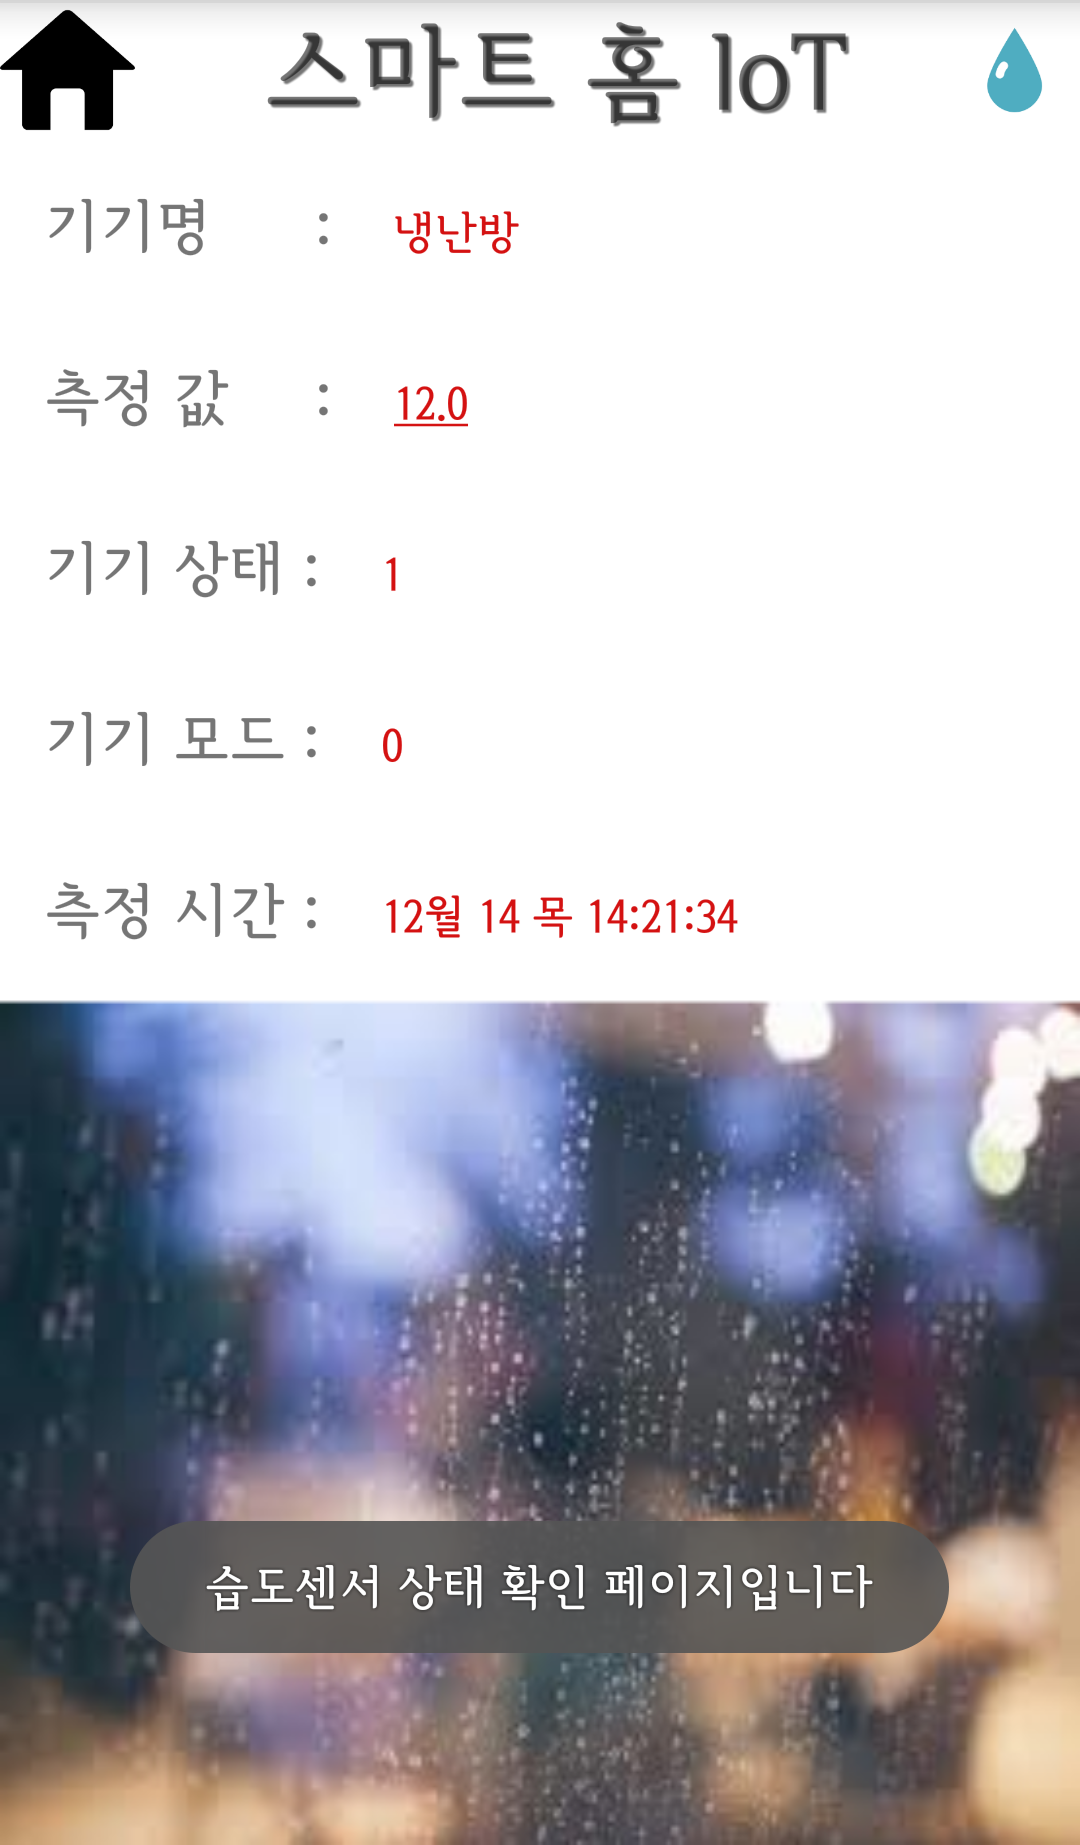 스마트 홈 IoT
기기명 : 냉난방
측정 값 : 12.0
기기 상태 : 1
기기 모드 : 0
측정 시간 : 12월 14 목 14:21:34
습도센서 상태 확인 페이지입니다